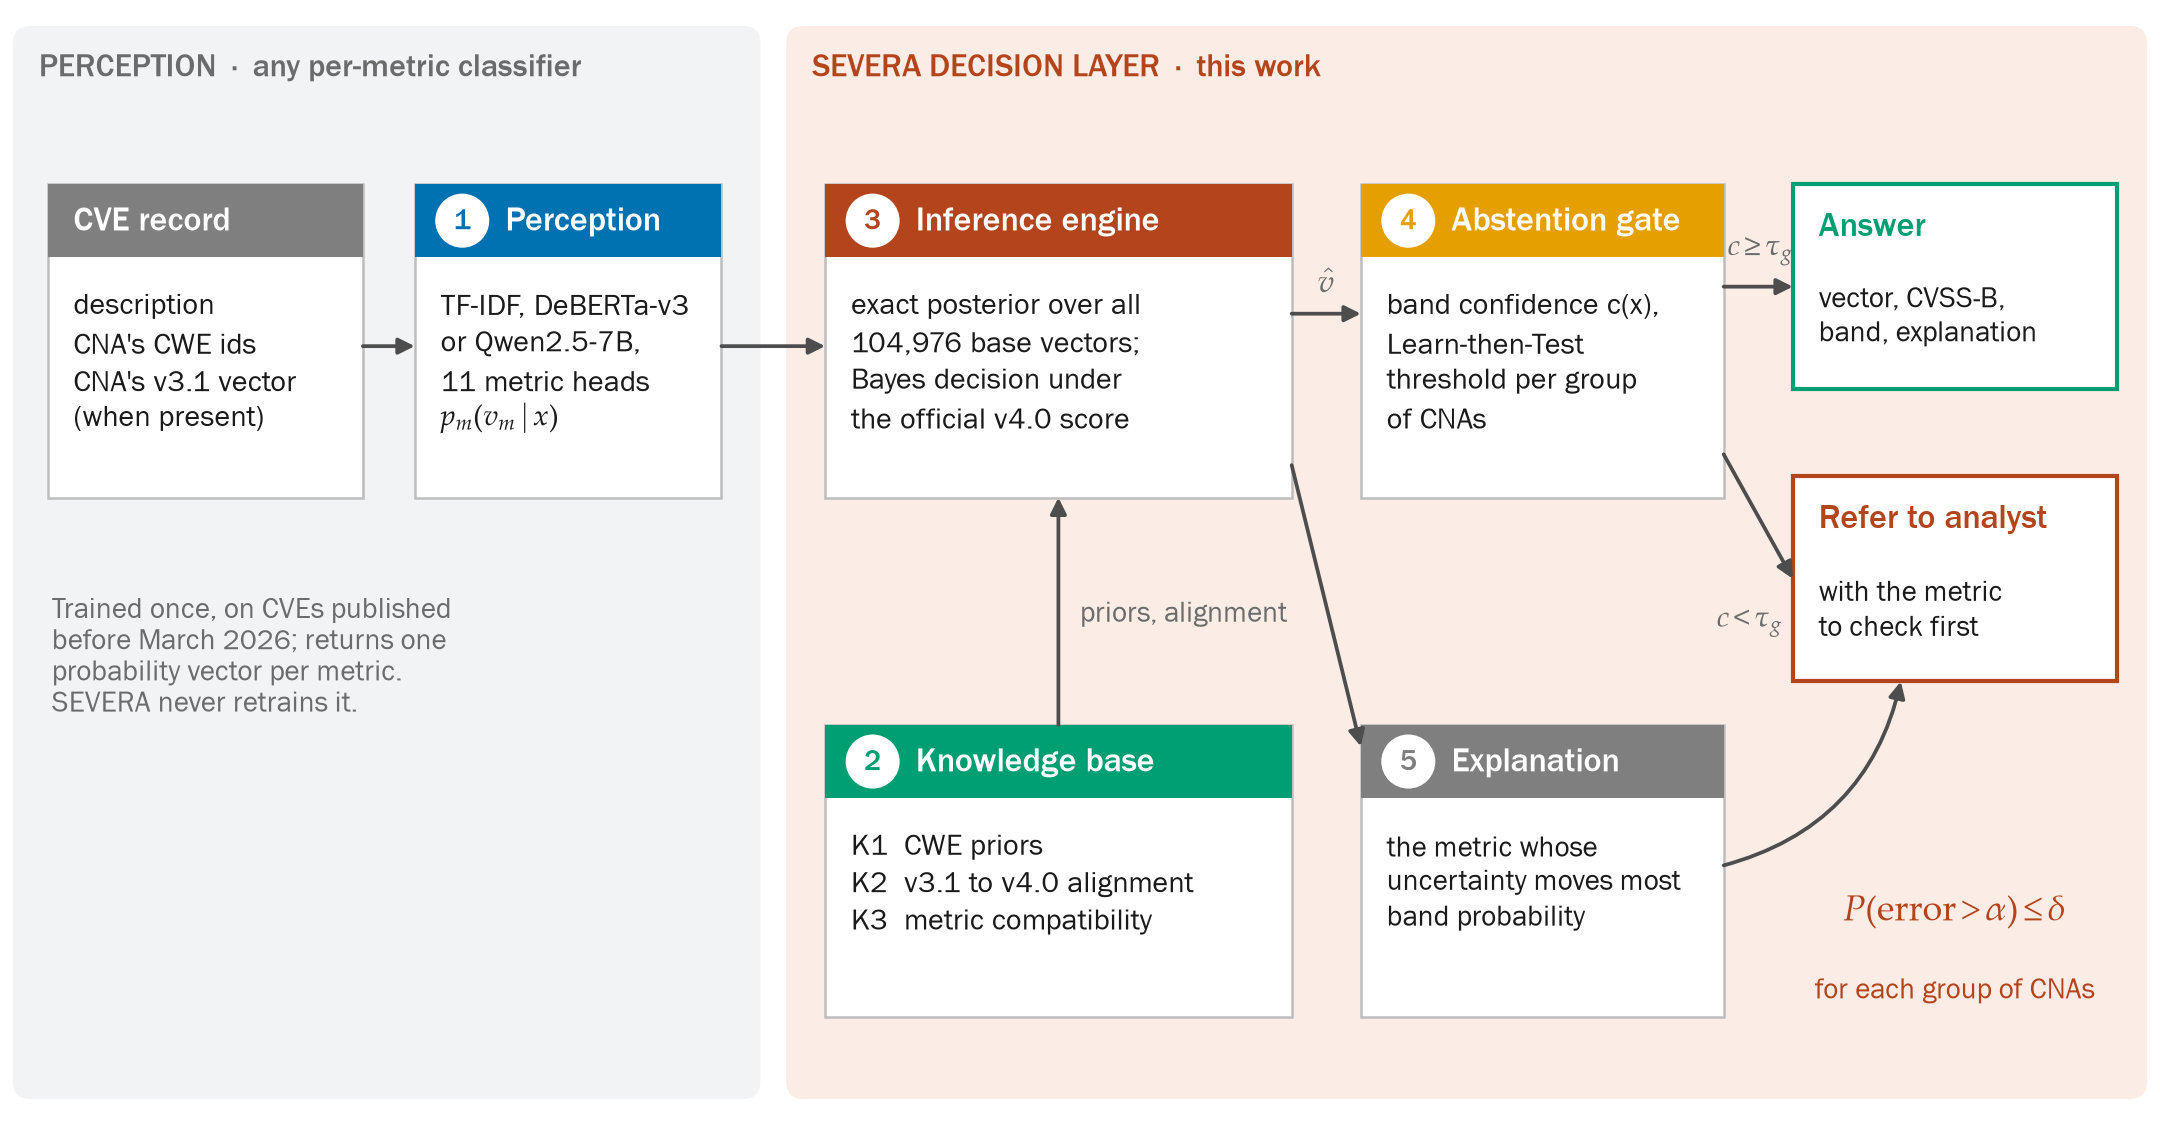 PERCEPTION · any per-metric classifier
CVE record
description
CNA's CWE ids
CNA's v3.1 vector
(when present)
1 Perception
TF-IDF, DeBERTa-v3
or Qwen2.5-7B,
11 metric heads
pₘ(vₘ | x)
Trained once, on CVEs published
before March 2026; returns one
probability vector per metric.
SEVERA never retrains it.
SEVERA DECISION LAYER · this work
3 Inference engine
exact posterior over all
104,976 base vectors;
Bayes decision under
the official v4.0 score
v̂
4 Abstention gate
band confidence c(x),
Learn-then-Test
threshold per group
of CNAs
c ≥ τ_g
Answer
vector, CVSS-B,
band, explanation
c < τ_g
Refer to analyst
with the metric
to check first
priors, alignment
2 Knowledge base
K1 CWE priors
K2 v3.1 to v4.0 alignment
K3 metric compatibility
5 Explanation
the metric whose
uncertainty moves most
band probability
P(error > α) ≤ δ
for each group of CNAs